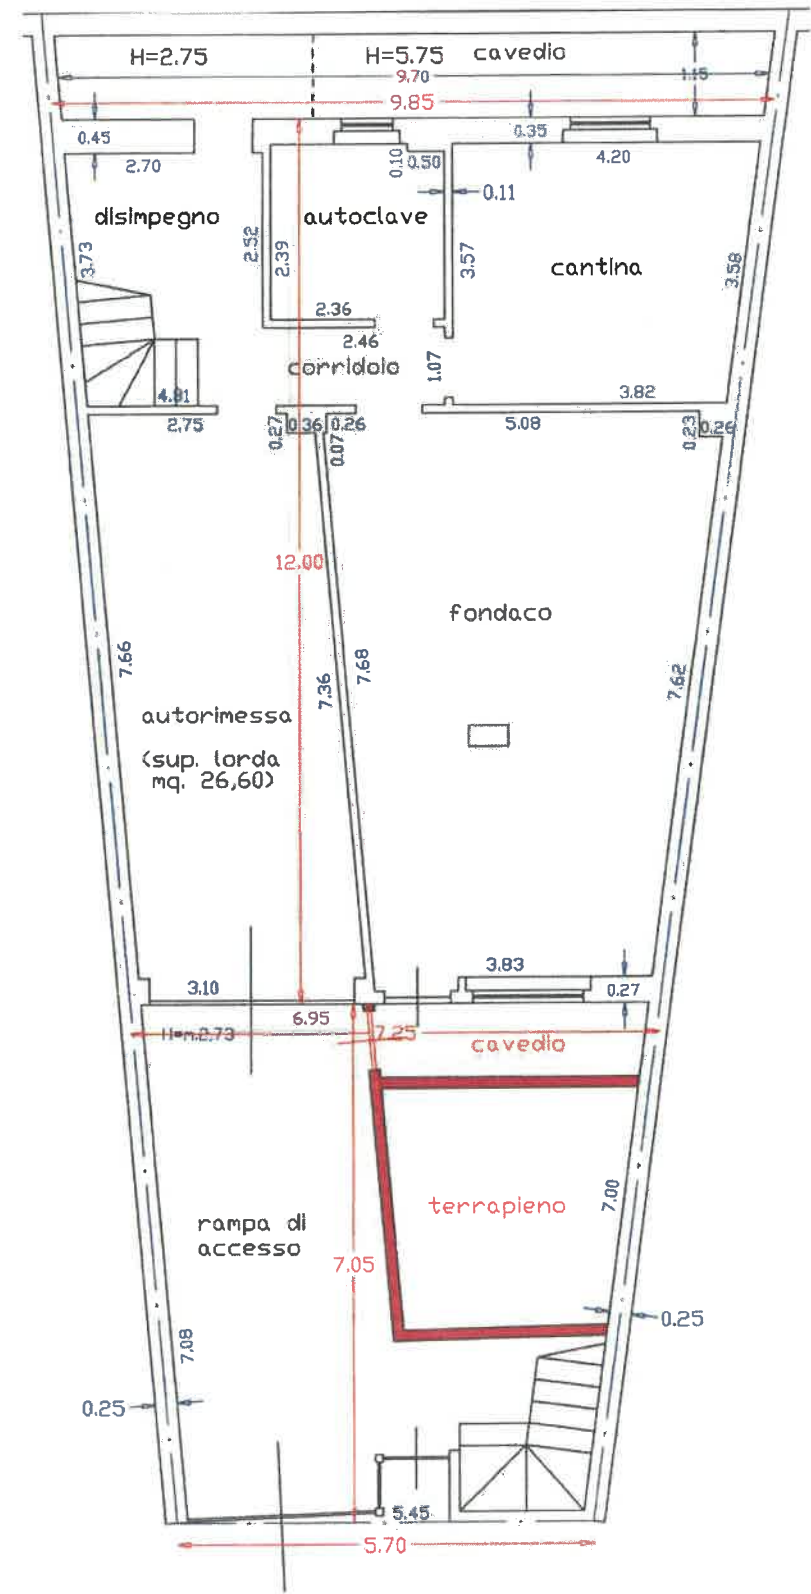 H=2.75
H=5.75
cavedio
9.70
1.15
9.85
0.45
0.35
2.70
0.10
0.50
4.20
0.11
disimpegno
autoclave
2.52
2.39
3.57
cantina
3.58
3.73
2.36
2.46
corridoio
1.07
4.81
3.82
2.75
0.27
0.36
0.26
0.07
5.08
0.23
0.26
12.00
fondaco
7.66
7.36
7.68
7.62
autorimessa
(sup. lorda
mq. 26,60)
3.10
3.83
0.27
6.95
H=m.2.73
7.25
cavedio
7.00
terrapieno
rampa di
accesso
7.05
0.25
7.08
0.25
5.45
5.70